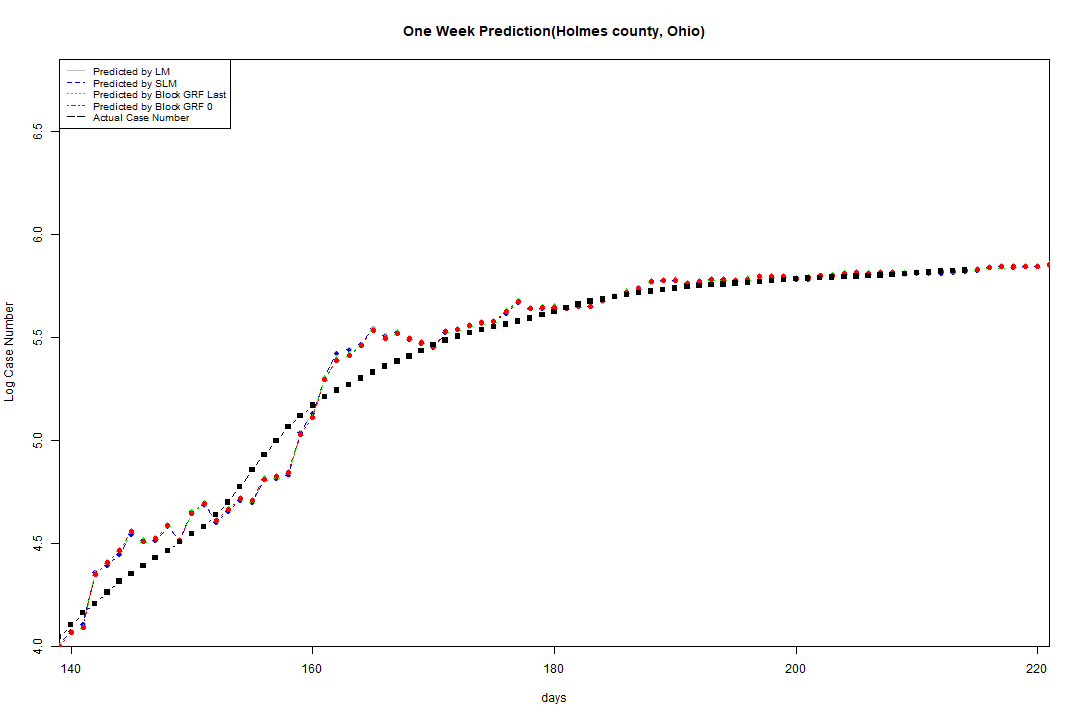 One Week Prediction(Holmes county, Ohio)
Predicted by LM
Predicted by SLM
Predicted by Block GRF Last
Predicted by Block GRF 0
Actual Case Number
6.5
6.0
5.5
5.0
4.5
4.0
Log Case Number
140
160
180
200
220
days